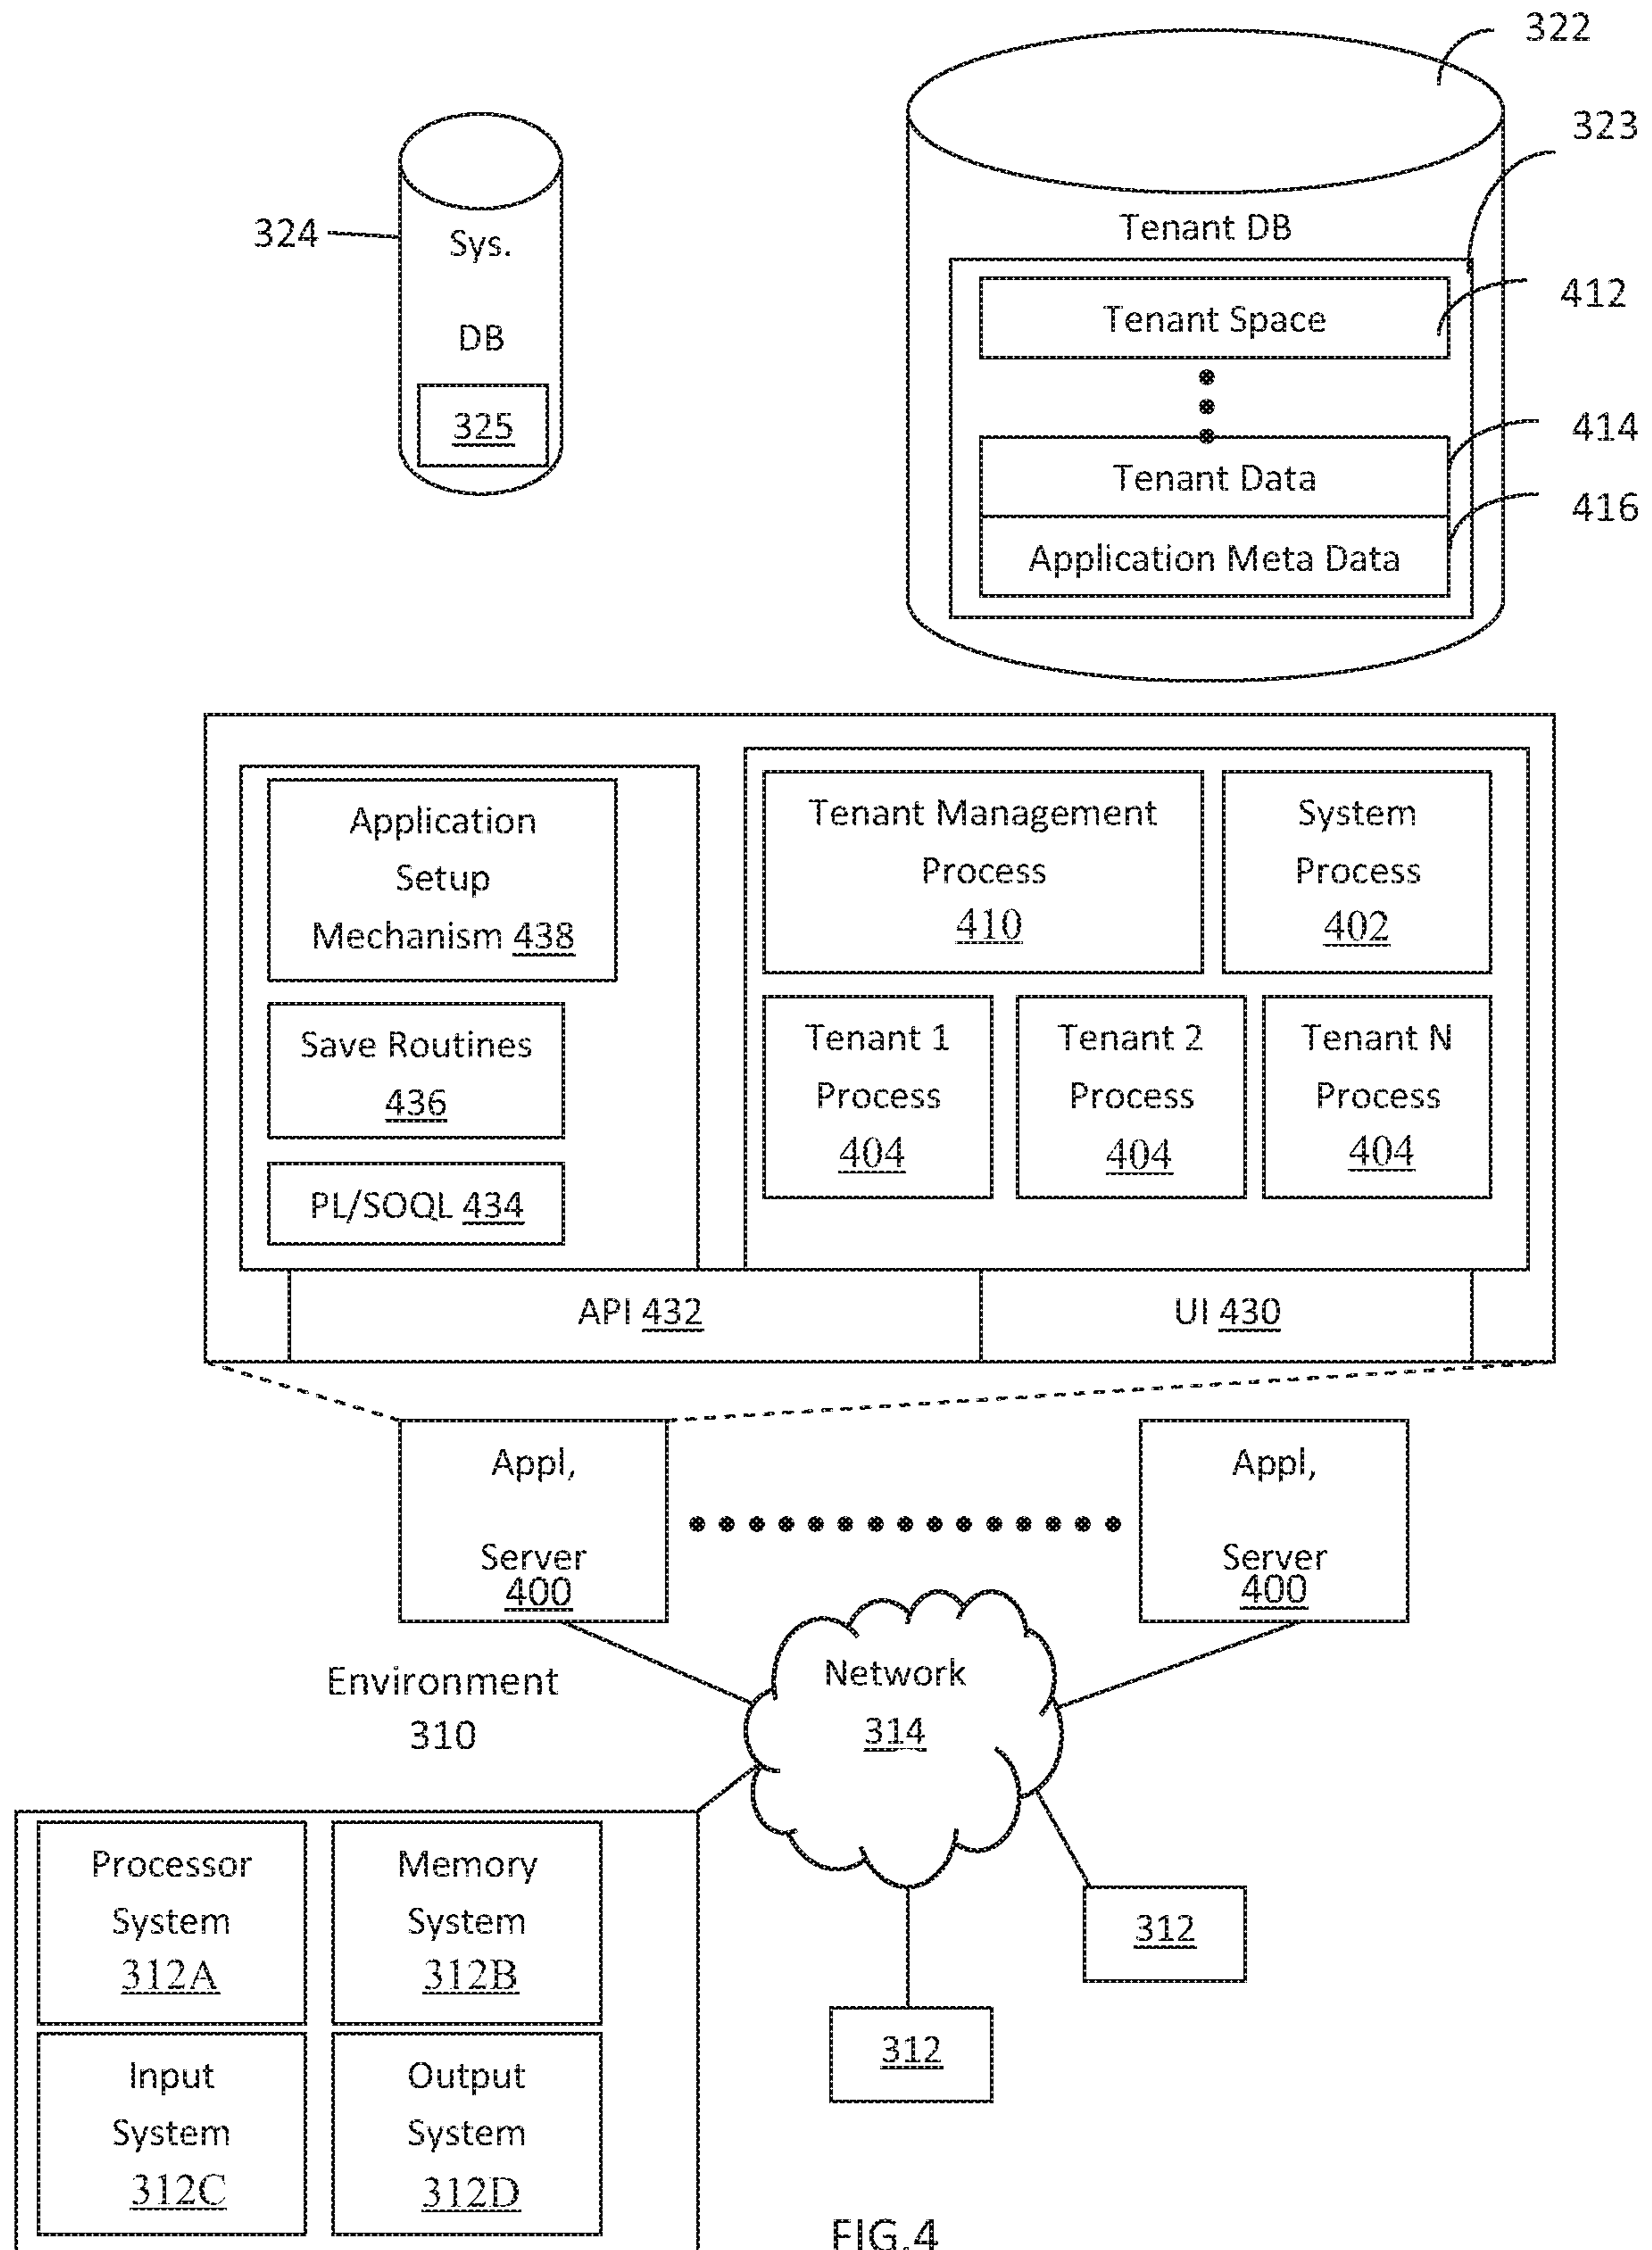 322
323
324
Sys.
DB
325
Tenant DB
Tenant Space
412
414
Tenant Data
416
Application Meta Data
Application
Setup
Mechanism 438
Save Routines
436
PL/SOQL 434
Tenant Management
Process
410
System
Process
402
Tenant 1
Process
404
Tenant 2
Process
404
Tenant N
Process
404
API 432
UI 430
Appl,
Server
400
Appl,
Server
400
Environment
310
Network
314
Processor
System
312A
Memory
System
312B
Input
System
312C
Output
System
312D
312
312
FIG.4